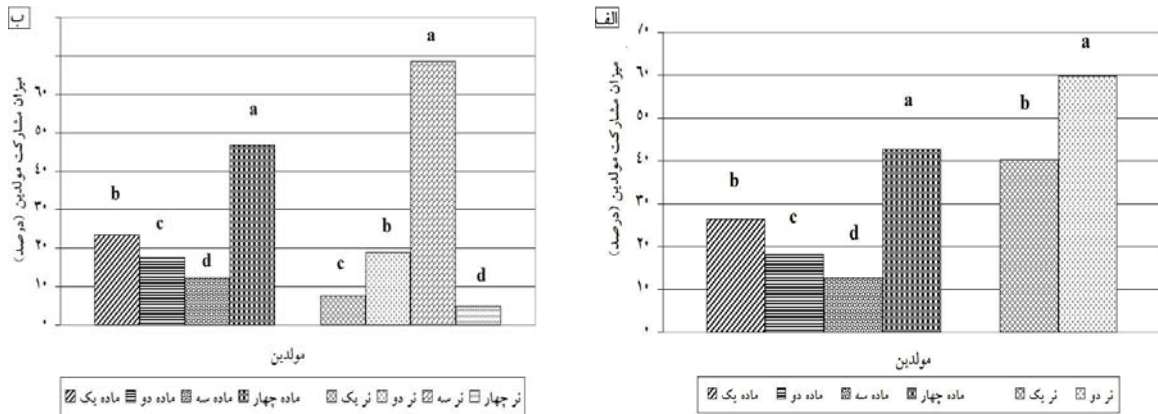 الف
میزان مشارکت مولدین (درصد)
۷۰
۶۰
۵۰
۴۰
۳۰
۲۰
۱۰
۰
b
c
d
a
b
a
مولدین
ماده یک ماده دو ماده سه ماده چهار نر یک نر دو
ب
میزان مشارکت مولدین (درصد)
۶۰
۵۰
۴۰
۳۰
۲۰
۱۰
۰
b
c
d
a
c
b
a
d
مولدین
ماده یک ماده دو ماده سه ماده چهار نر یک نر دو نر سه نر چهار